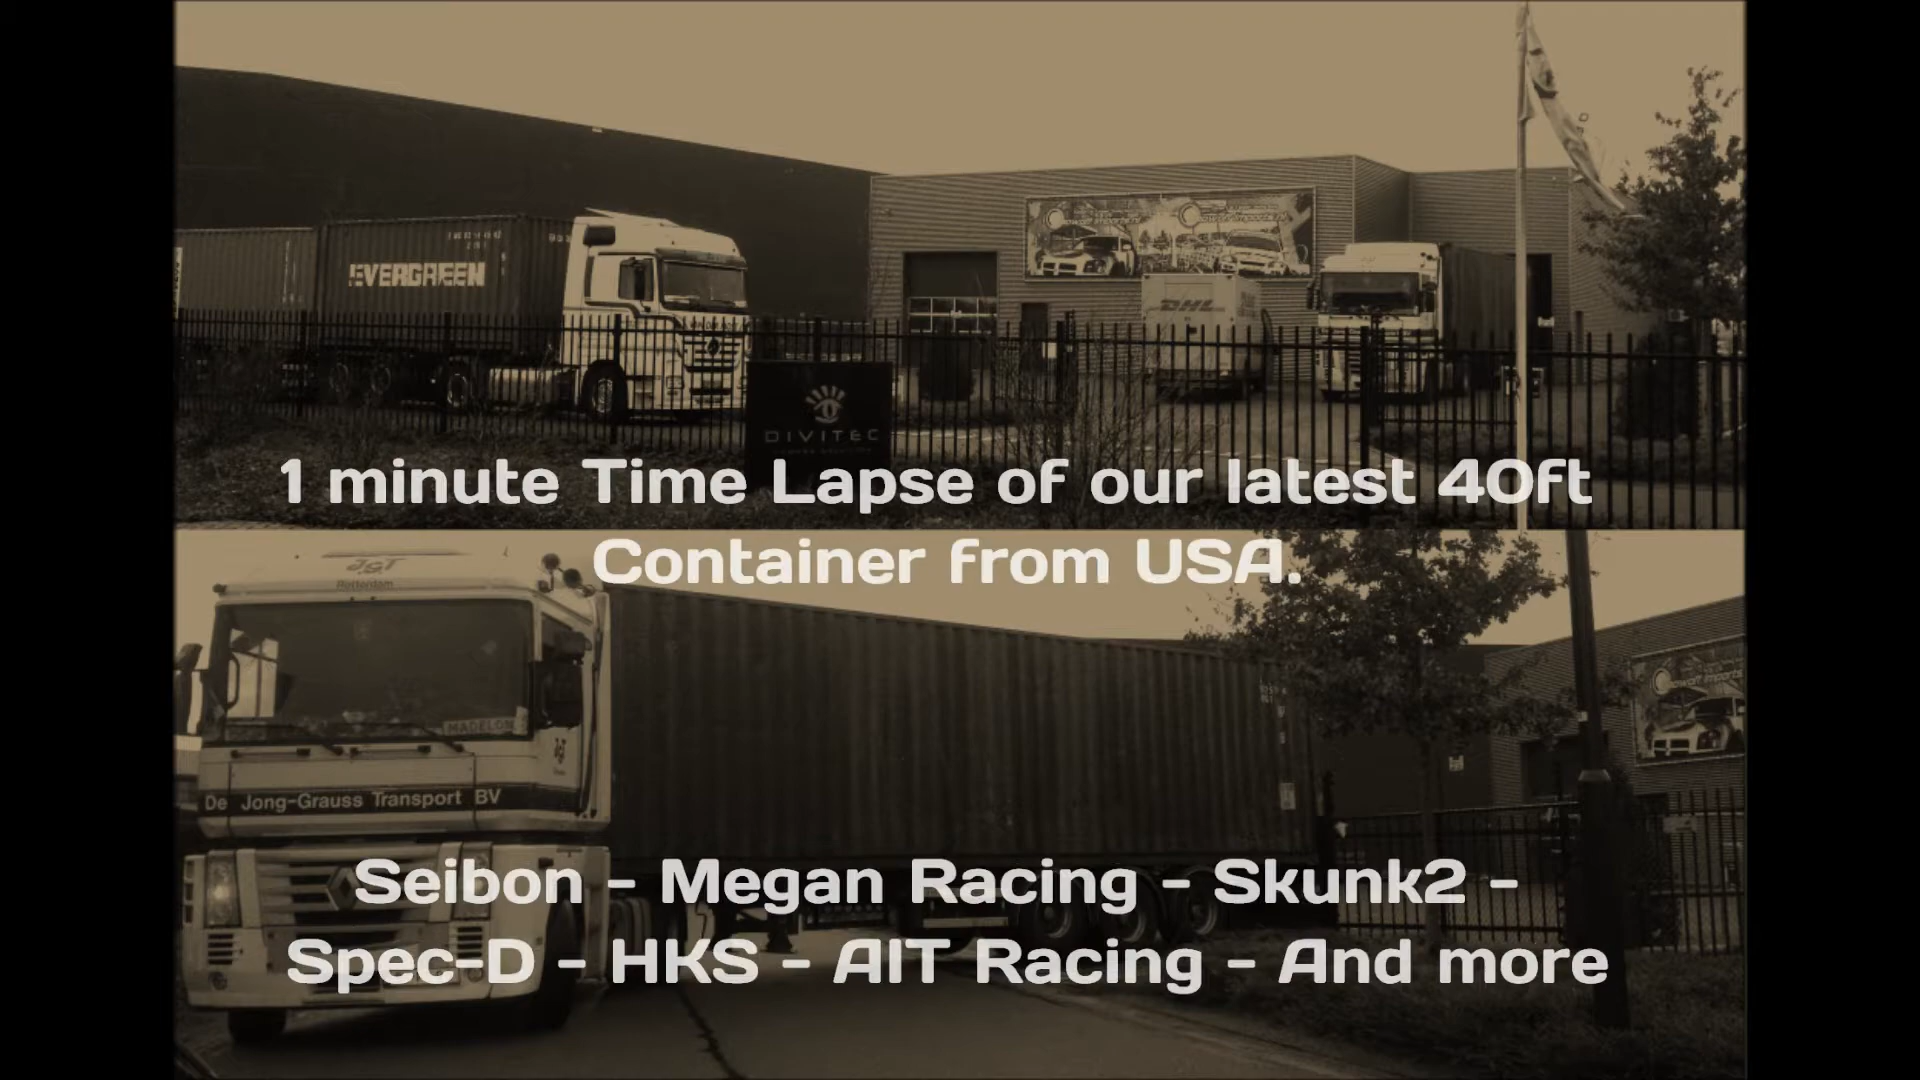 EVERGREEN
DHL
DIVITEC
1 minute Time Lapse of our latest 40ft
Container from USA.
J.G.T
Rotterdam
MADELON
De Jong-Grauss Transport BV
Seibon - Megan Racing - Skunk2 -
Spec-D - HKS - AIT Racing - And more